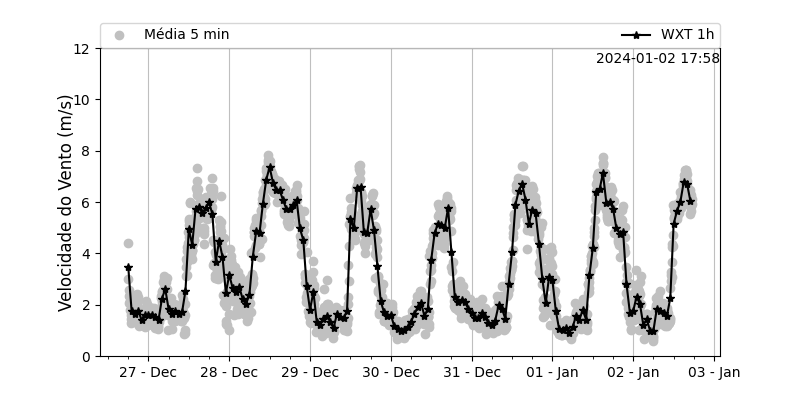 Média 5 min
WXT 1h
2024-01-02 17:58
Velocidade do Vento (m/s)
12
10
8
6
4
2
0
27 - Dec 28 - Dec 29 - Dec 30 - Dec 31 - Dec 01 - Jan 02 - Jan 03 - Jan